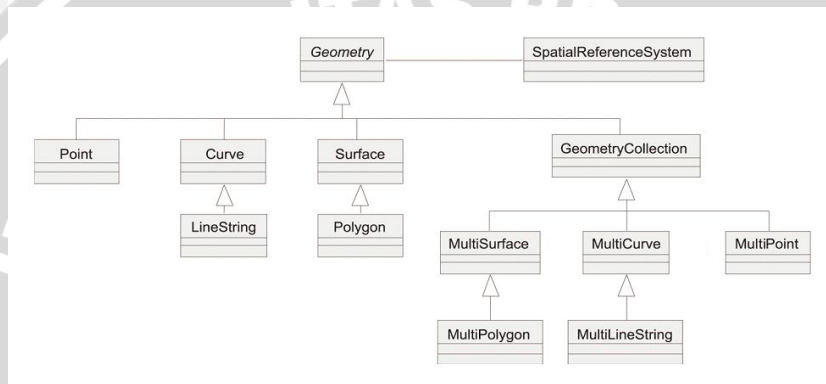 Geometry
SpatialReferenceSystem
Point
Curve
Surface
GeometryCollection
LineString
Polygon
MultiSurface
MultiCurve
MultiPoint
MultiPolygon
MultiLineString